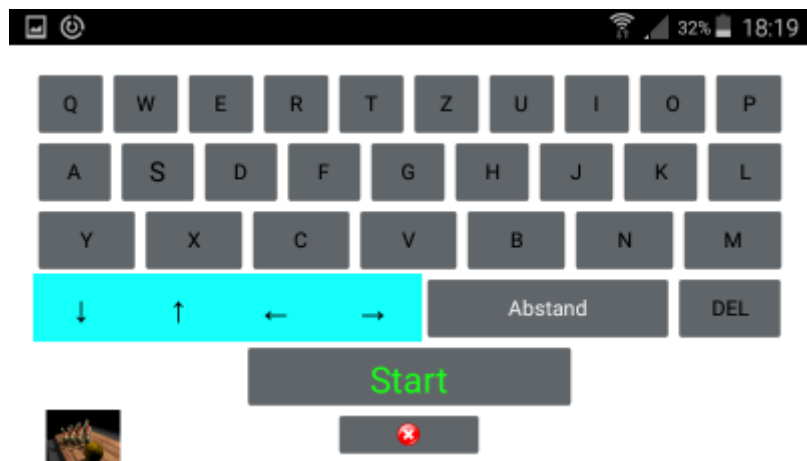 32% 18:19
Q W E R T Z U I O P
A S D F G H J K L
Y X C V B N M
↓ ↑ ← → Abstand DEL
Start